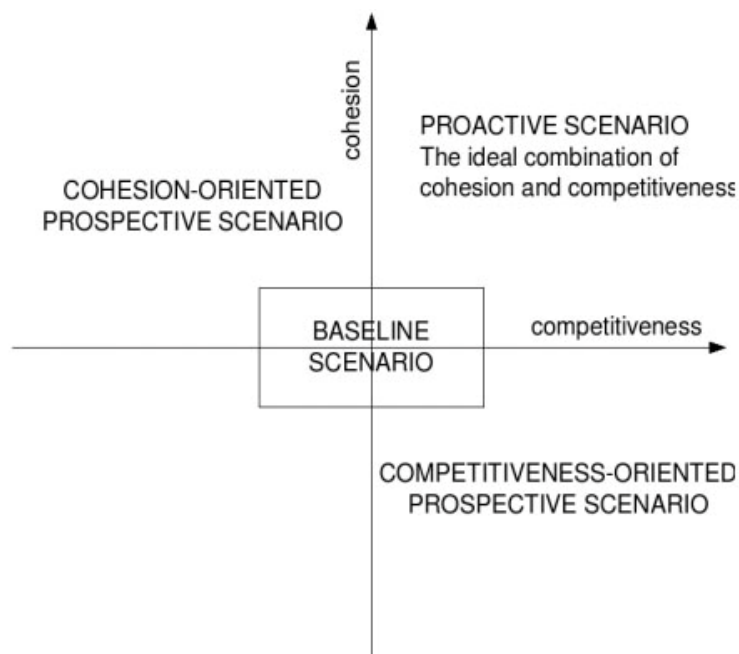 cohesion
PROACTIVE SCENARIO
The ideal combination of
cohesion and competitiveness
COHESION-ORIENTED
PROSPECTIVE SCENARIO
BASELINE
SCENARIO
competitiveness
COMPETITIVENESS-ORIENTED
PROSPECTIVE SCENARIO